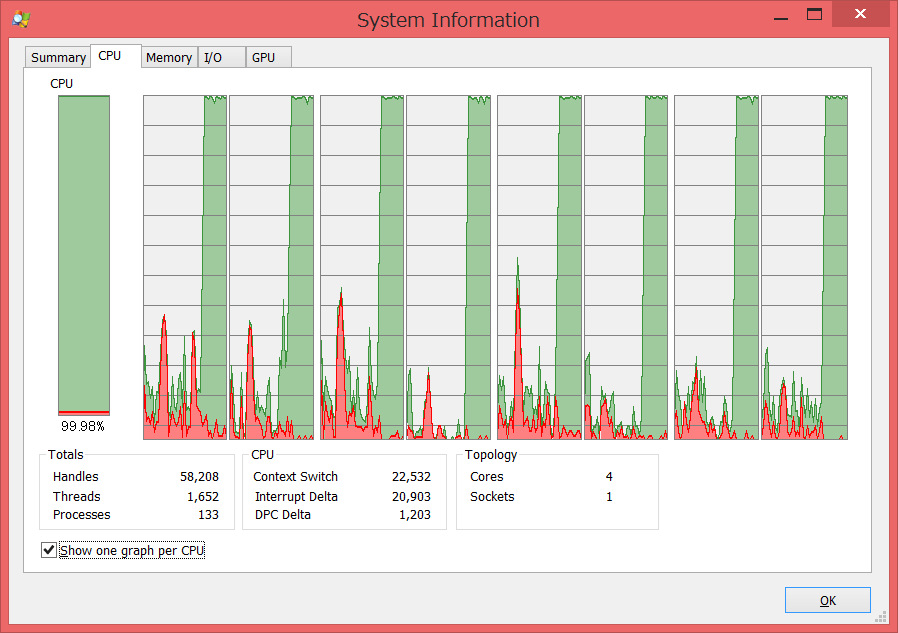 System Information
Summary CPU Memory I/O GPU
CPU
99.98%
Totals
Handles 58,208
Threads 1,652
Processes 133
CPU
Context Switch 22,532
Interrupt Delta 20,903
DPC Delta 1,203
Topology
Cores 4
Sockets 1
Show one graph per CPU
OK